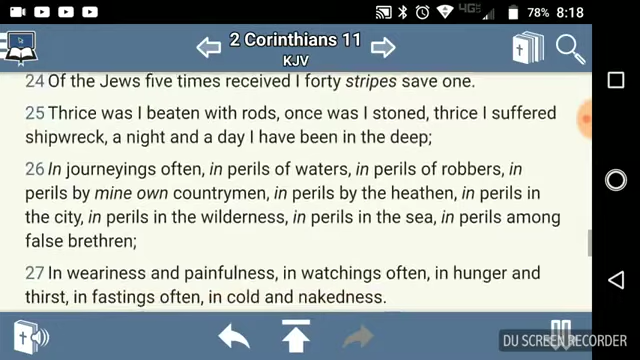 4G 78% 8:18
2 Corinthians 11
KJV
24 Of the Jews five times received I forty stripes save one.
25 Thrice was I beaten with rods, once was I stoned, thrice I suffered
shipwreck, a night and a day I have been in the deep;
26 In journeyings often, in perils of waters, in perils of robbers, in
perils by mine own countrymen, in perils by the heathen, in perils in
the city, in perils in the wilderness, in perils in the sea, in perils among
false brethren;
27 In weariness and painfulness, in watchings often, in hunger and
thirst, in fastings often, in cold and nakedness.
DU SCREEN RECORDER